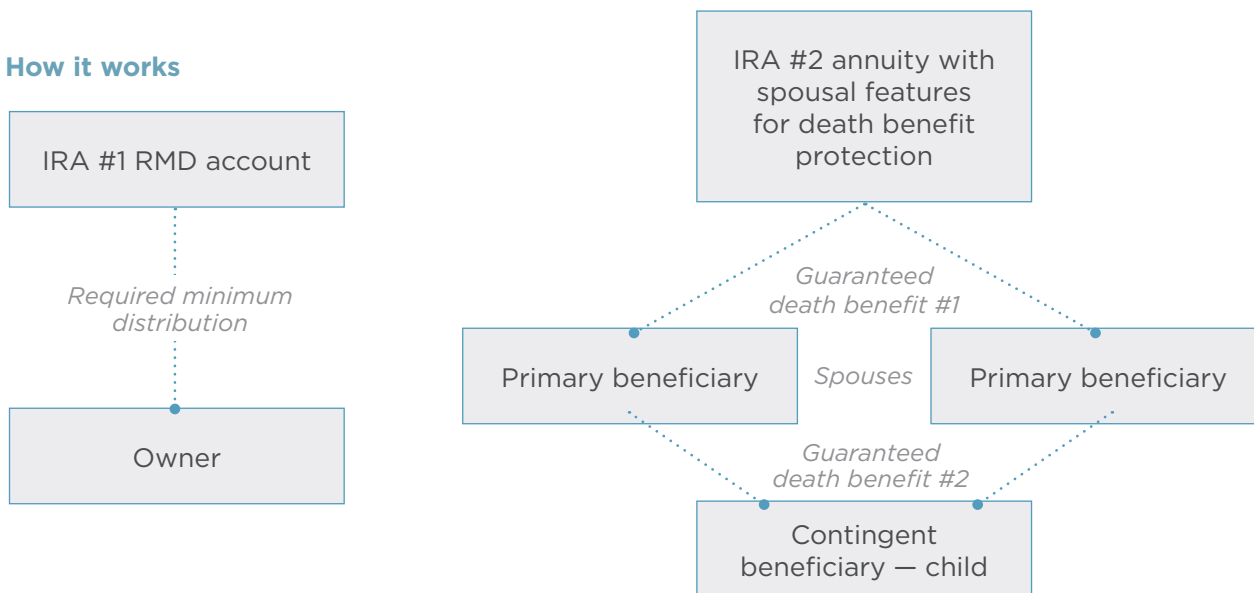 How it works
IRA #1 RMD account
Required minimum
distribution
Owner
IRA #2 annuity with
spousal features
for death benefit
protection
Guaranteed
death benefit #1
Primary beneficiary
Spouses
Primary beneficiary
Guaranteed
death benefit #2
Contingent
beneficiary — child